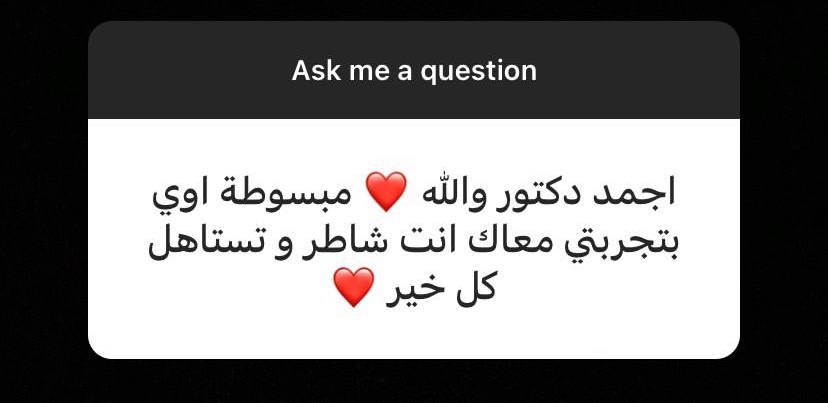 Ask me a question
اجمد دكتور والله ❤️ مبسوطة اوي
بتجربتي معاك انت شاطر و تستاهل
كل خير ❤️